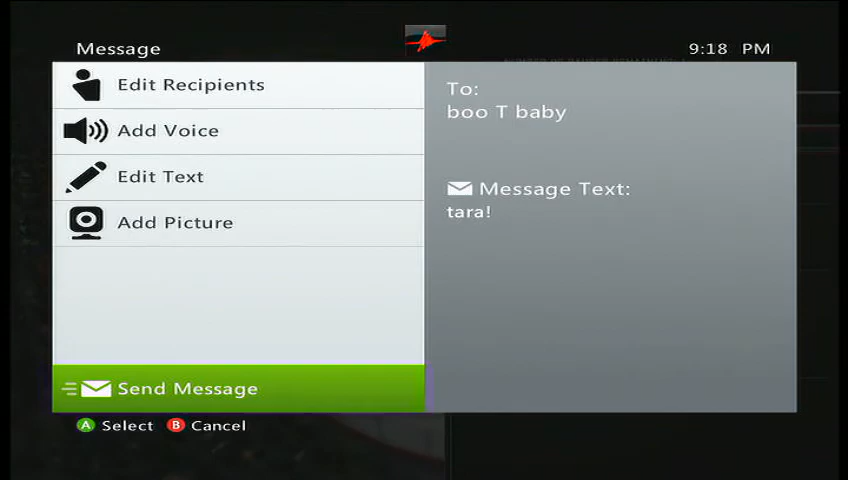 Message
9:18 PM
Edit Recipients
Add Voice
Edit Text
Add Picture
Send Message
To:
boo T baby
Message Text:
tara!
A Select B Cancel